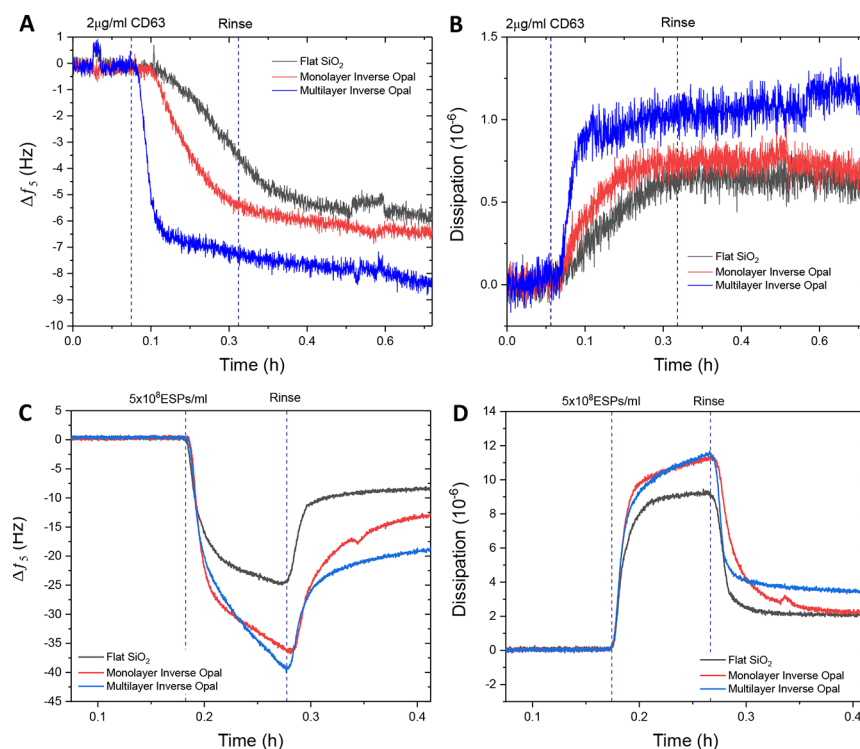 A
2μg/ml CD63
Rinse
1
0
-1
-2
-3
-4
-5
-6
-7
-8
-9
-10
Δf5 (Hz)
Flat SiO2
Monolayer Inverse Opal
Multilayer Inverse Opal
0.0
0.1
0.3
0.4
0.5
0.6
Time (h)
B
2μg/ml CD63
Rinse
1.5
1.0
0.5
0.0
Dissipation (10-6)
Flat SiO2
Monolayer Inverse Opal
Multilayer Inverse Opal
0.0
0.1
0.3
0.4
0.5
0.6
Time (h)
C
5x10⁸ESPs/ml
Rinse
5
0
-5
-10
-15
-20
-25
-30
-35
-40
-45
Δf5 (Hz)
Flat SiO2
Monolayer Inverse Opal
Multilayer Inverse Opal
0.1
0.2
0.3
0.4
Time (h)
D
5x10⁸ESPs/ml
Rinse
14
12
10
8
6
4
2
0
-2
Dissipation (10-6)
Flat SiO2
Monolayer Inverse Opal
Multilayer Inverse Opal
0.1
0.2
0.3
0.4
Time (h)